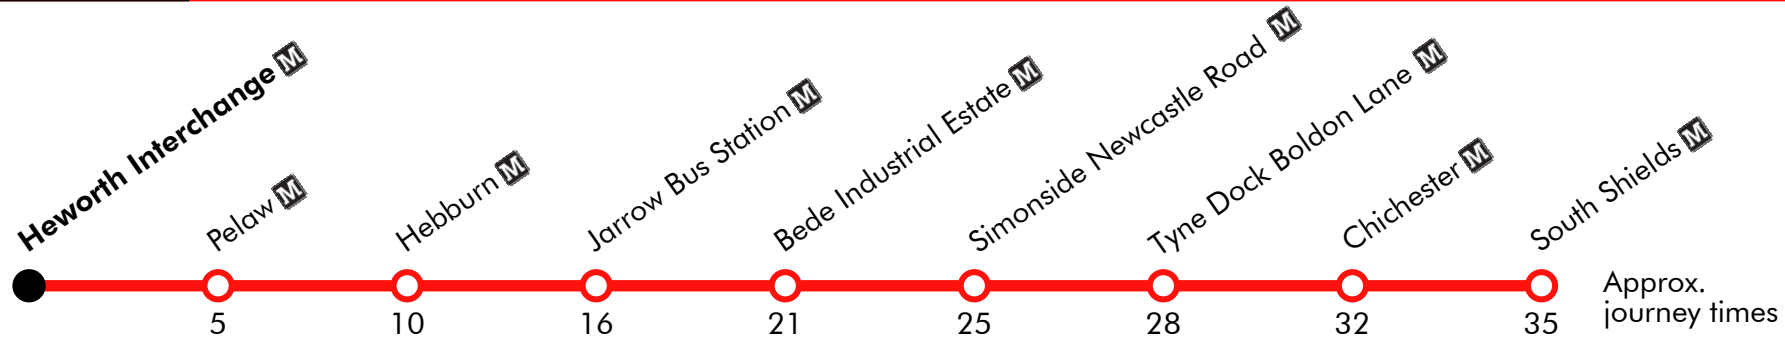 Heworth Interchange M
Pelaw M
Hebburn M
Jarrow Bus Station M
Bede Industrial Estate M
Simonside Newcastle Road M
Tyne Dock Boldon Lane M
Chichester M
South Shields M
5 10 16 21 25 28 32 35
Approx.
journey times